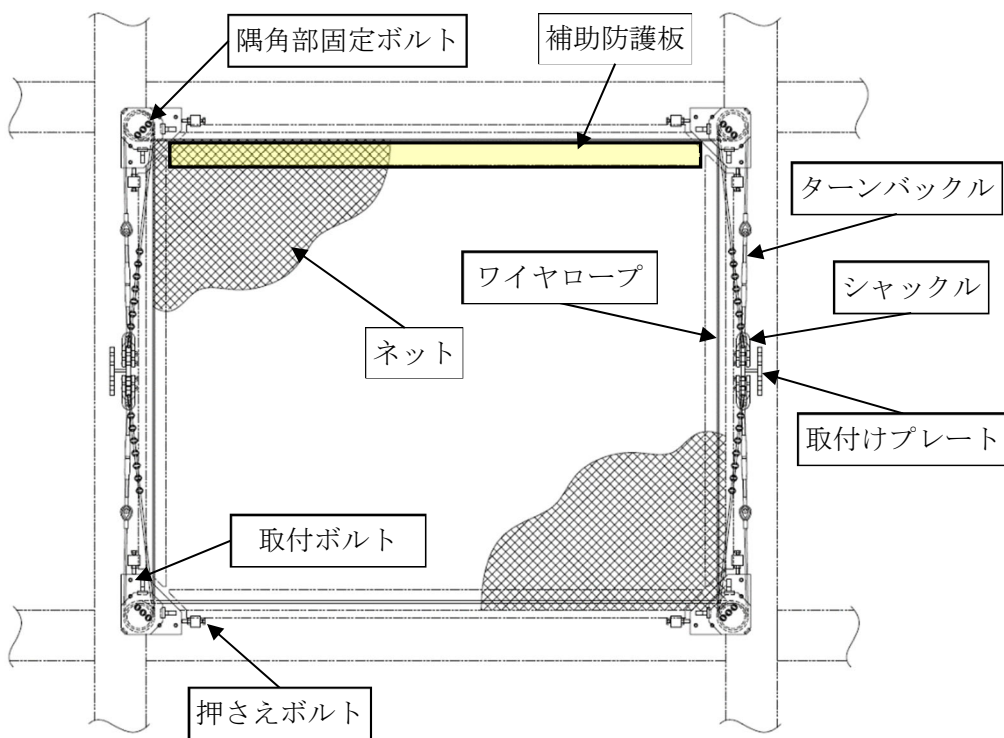 隅角部固定ボルト
補助防護板
ターンバックル
ワイヤロープ
シャックル
ネット
取付けプレート
取付ボルト
押さえボルト